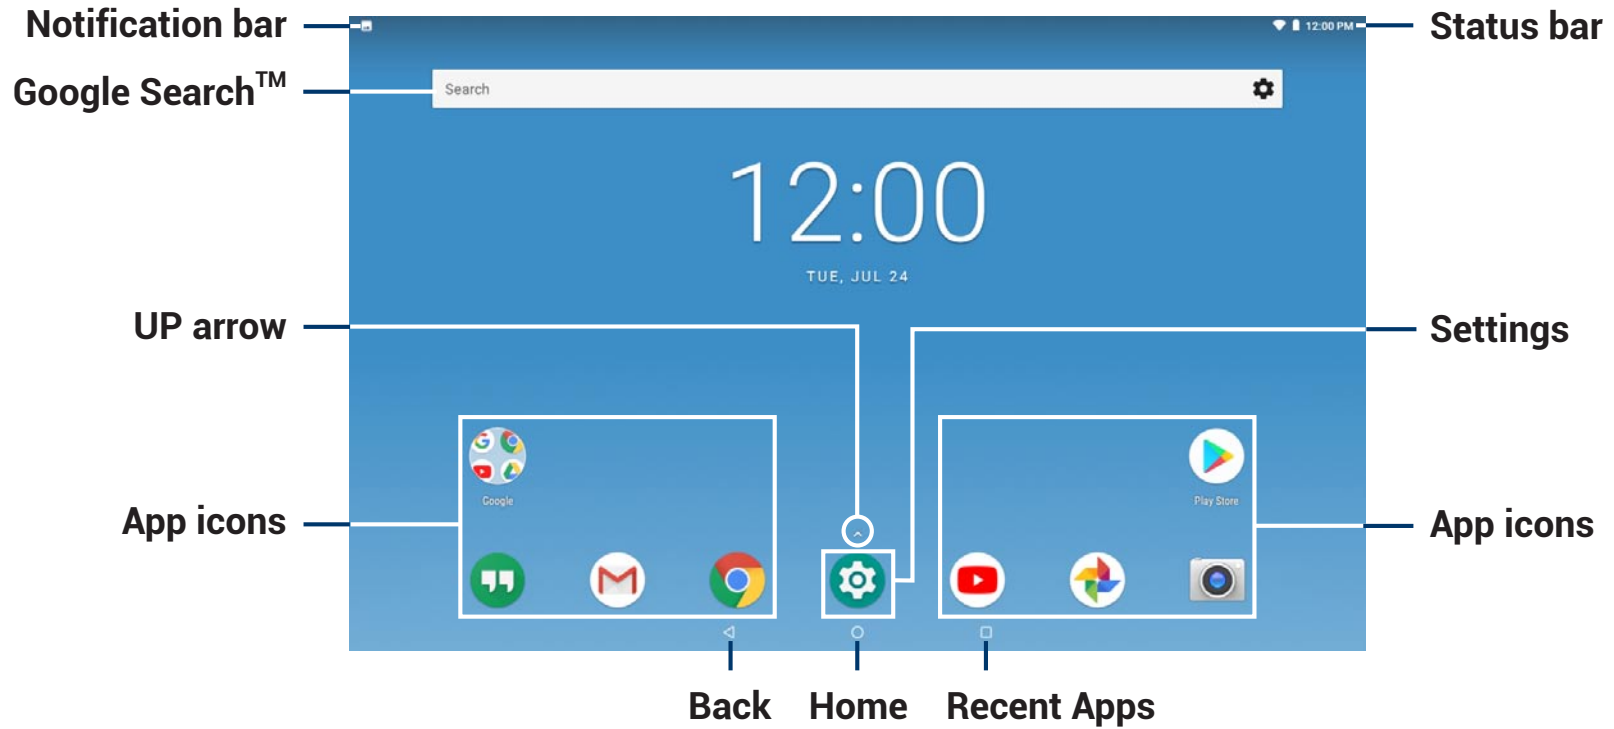 Notification bar
12:00 PM
Status bar
Google Search™
Search
12:00
TUE, JUL 24
UP arrow
Settings
Google
Play Store
App icons
App icons
Back
Home
Recent Apps